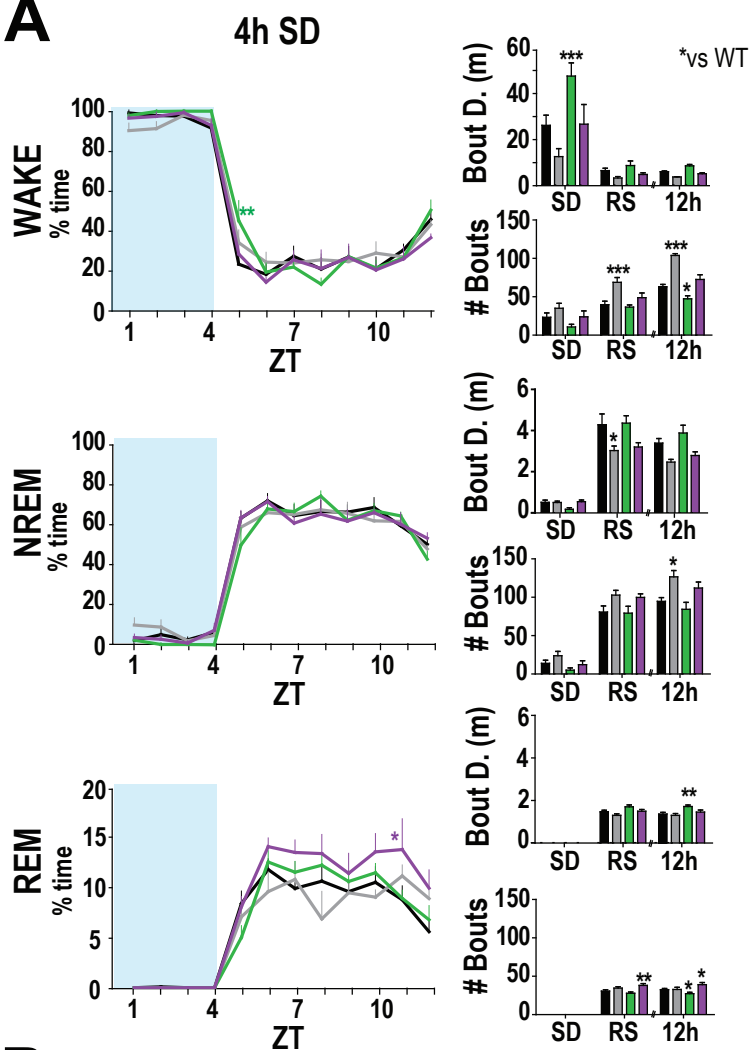 A
4h SD
*vs WT
WAKE
% time
100
80
60
40
20
0
**
1 4 7 10
ZT
Bout D. (m)
60
40
20
0
***
SD RS 12h
# Bouts
150
100
50
0
*** *** *
SD RS 12h
NREM
% time
100
80
60
40
20
0
1 4 7 10
ZT
Bout D. (m)
6
4
2
0
*
SD RS 12h
# Bouts
150
100
50
0
*
SD RS 12h
REM
% time
20
15
10
5
0
*
1 4 7 10
ZT
Bout D. (m)
6
4
2
0
**
SD RS 12h
# Bouts
150
100
50
0
** * *
SD RS 12h